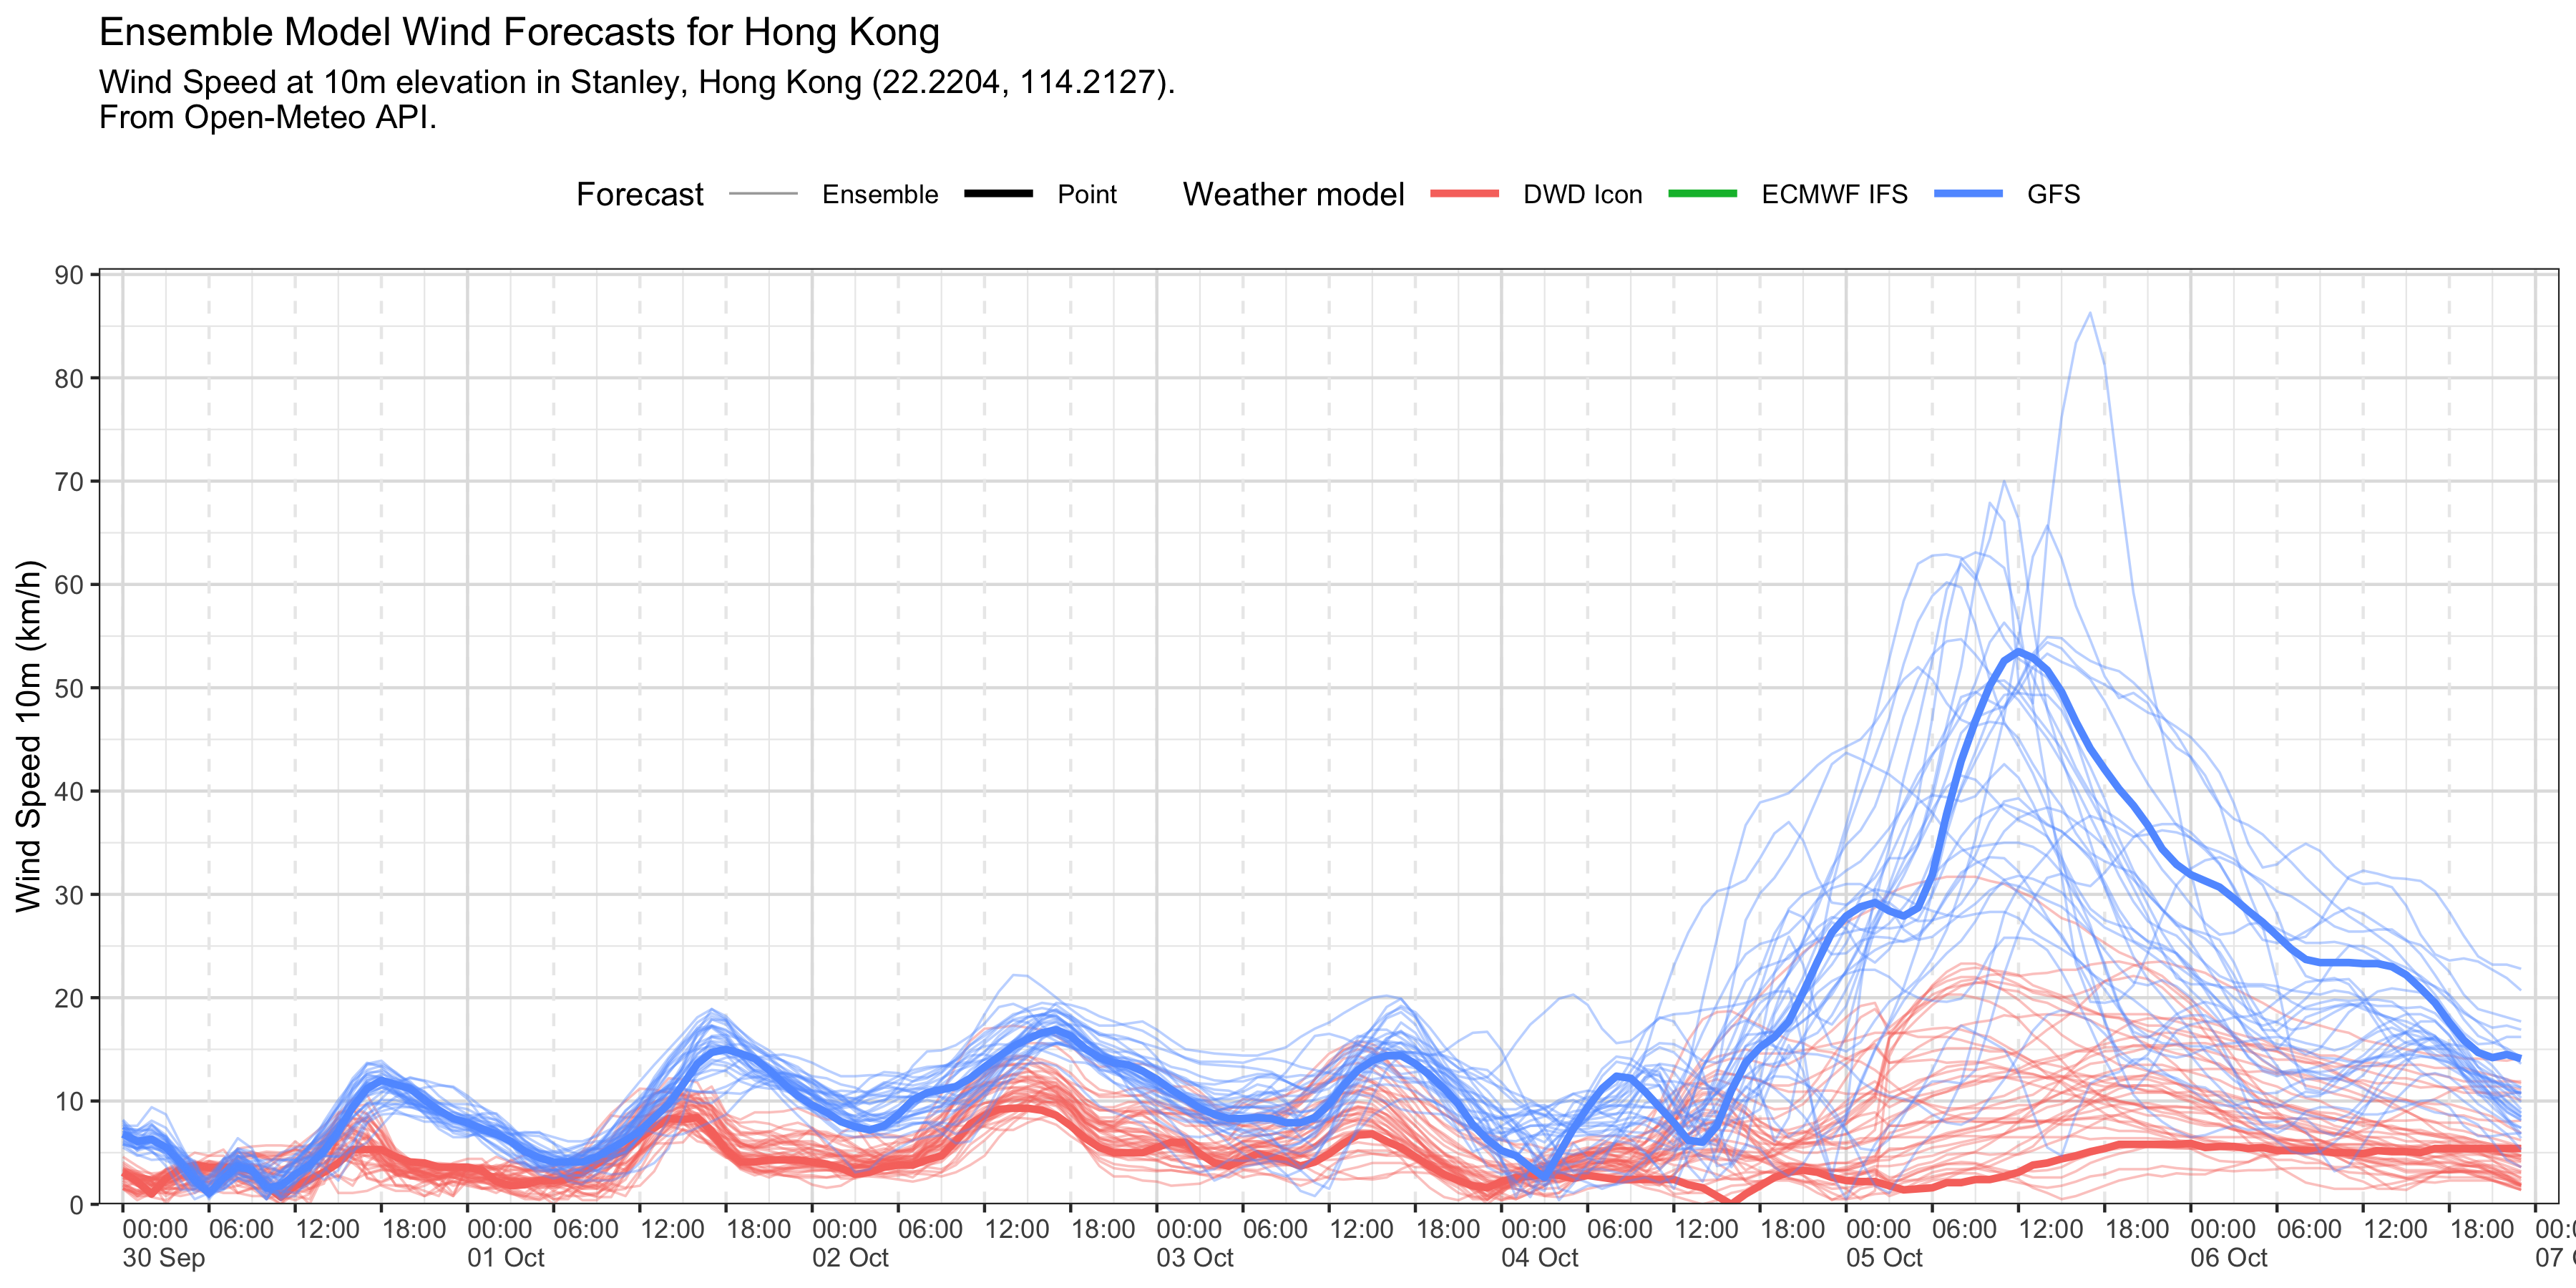 Ensemble Model Wind Forecasts for Hong Kong
Wind Speed at 10m elevation in Stanley, Hong Kong (22.2204, 114.2127).
From Open-Meteo API.
Forecast Ensemble Point Weather model DWD Icon ECMWF IFS GFS
Wind Speed 10m (km/h)
90
80
70
60
50
40
30
20
10
0
00:00 06:00 12:00 18:00 00:00 06:00 12:00 18:00 00:00 06:00 12:00 18:00 00:00 06:00 12:00 18:00 00:00 06:00 12:00 18:00 00:00 06:00 12:00 18:00 00:00 06:00 12:00 18:00
30 Sep 01 Oct 02 Oct 03 Oct 04 Oct 05 Oct 06 Oct 07